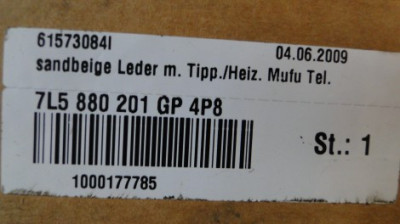 61573084I
04.06.2009
sandbeige Leder m. Tipp./Heiz. Mufu Tel.
7L5 880 201 GP 4P8
St.: 1
1000177785